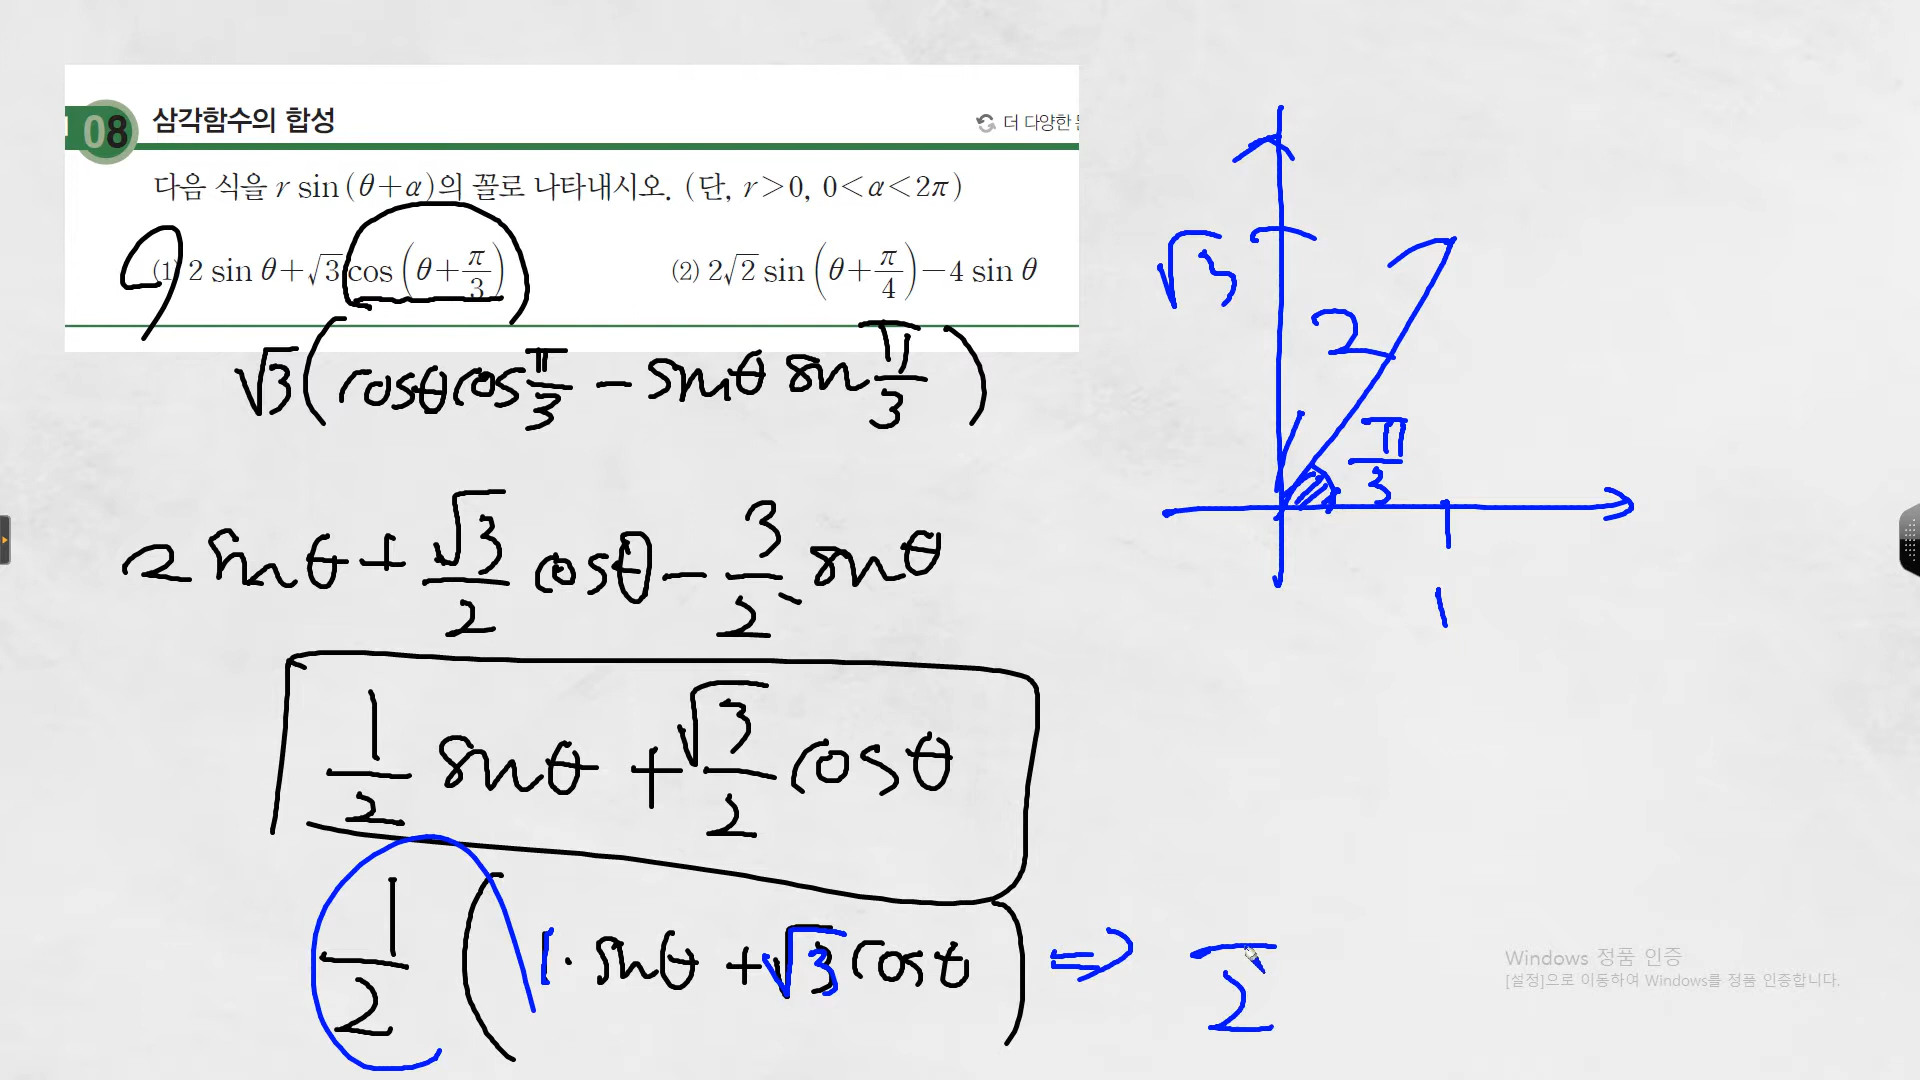 08 삼각함수의 합성
더 다양한
다음 식을 r sin(θ+α)의 꼴로 나타내시오. (단, r>0, 0<α<2π)
(1) 2 sin θ+√3 cos(θ+π/3)
(2) 2√2 sin(θ+π/4)−4 sin θ
√3(cosθcosπ/3 − sinθ sinπ/3)
2 sinθ+√3/2 cosθ−3/2 sinθ
1/2 sinθ + √3/2 cosθ
1/2 (1· sinθ + √3 cosθ) ⇒ /2
√3
2
π/3
1
Windows 정품 인증
[설정]으로 이동하여 Windows를 정품 인증합니다.